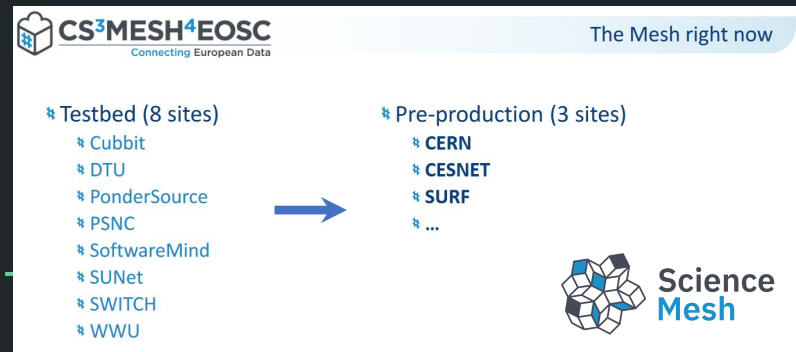 CS³MESH⁴EOSC
Connecting European Data
The Mesh right now
Testbed (8 sites)
Cubbit
DTU
PonderSource
PSNC
SoftwareMind
SUNet
SWITCH
WWU
Pre-production (3 sites)
CERN
CESNET
SURF
...
Science
Mesh